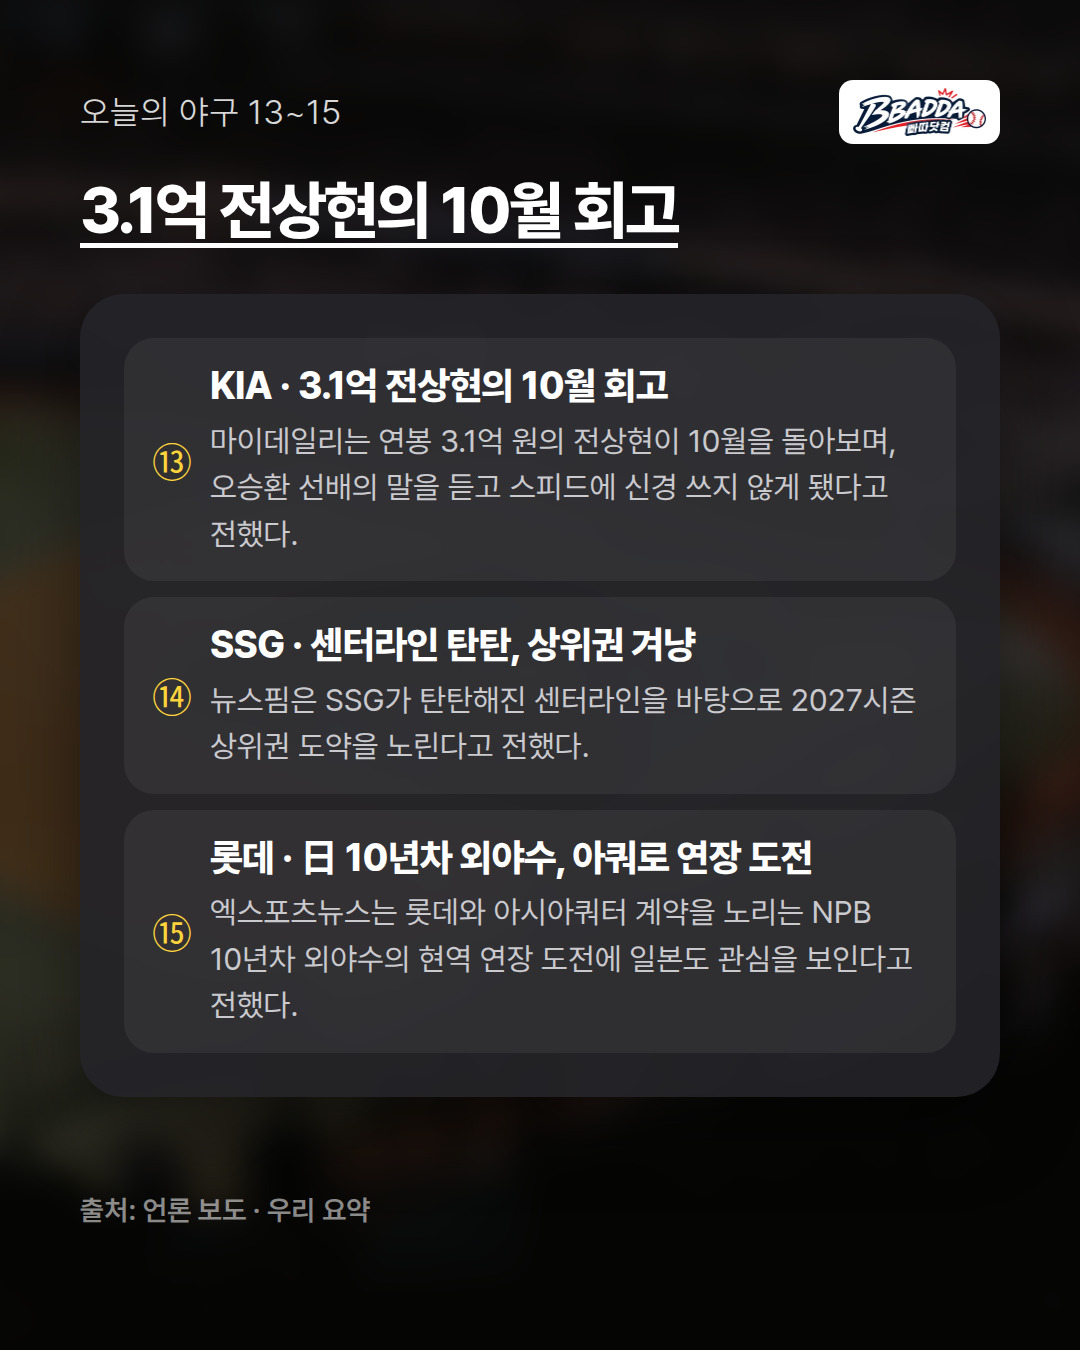 오늘의 야구 13~15
BBADDA
빠따닷컴
3.1억 전상현의 10월 회고
KIA · 3.1억 전상현의 10월 회고
⑬
마이데일리는 연봉 3.1억 원의 전상현이 10월을 돌아보며,
오승환 선배의 말을 듣고 스피드에 신경 쓰지 않게 됐다고
전했다.
SSG · 센터라인 탄탄, 상위권 겨냥
⑭
뉴스핌은 SSG가 탄탄해진 센터라인을 바탕으로 2027시즌
상위권 도약을 노린다고 전했다.
롯데 · 日 10년차 외야수, 아쿼로 연장 도전
⑮
엑스포츠뉴스는 롯데와 아시아쿼터 계약을 노리는 NPB
10년차 외야수의 현역 연장 도전에 일본도 관심을 보인다고
전했다.
출처: 언론 보도 · 우리 요약